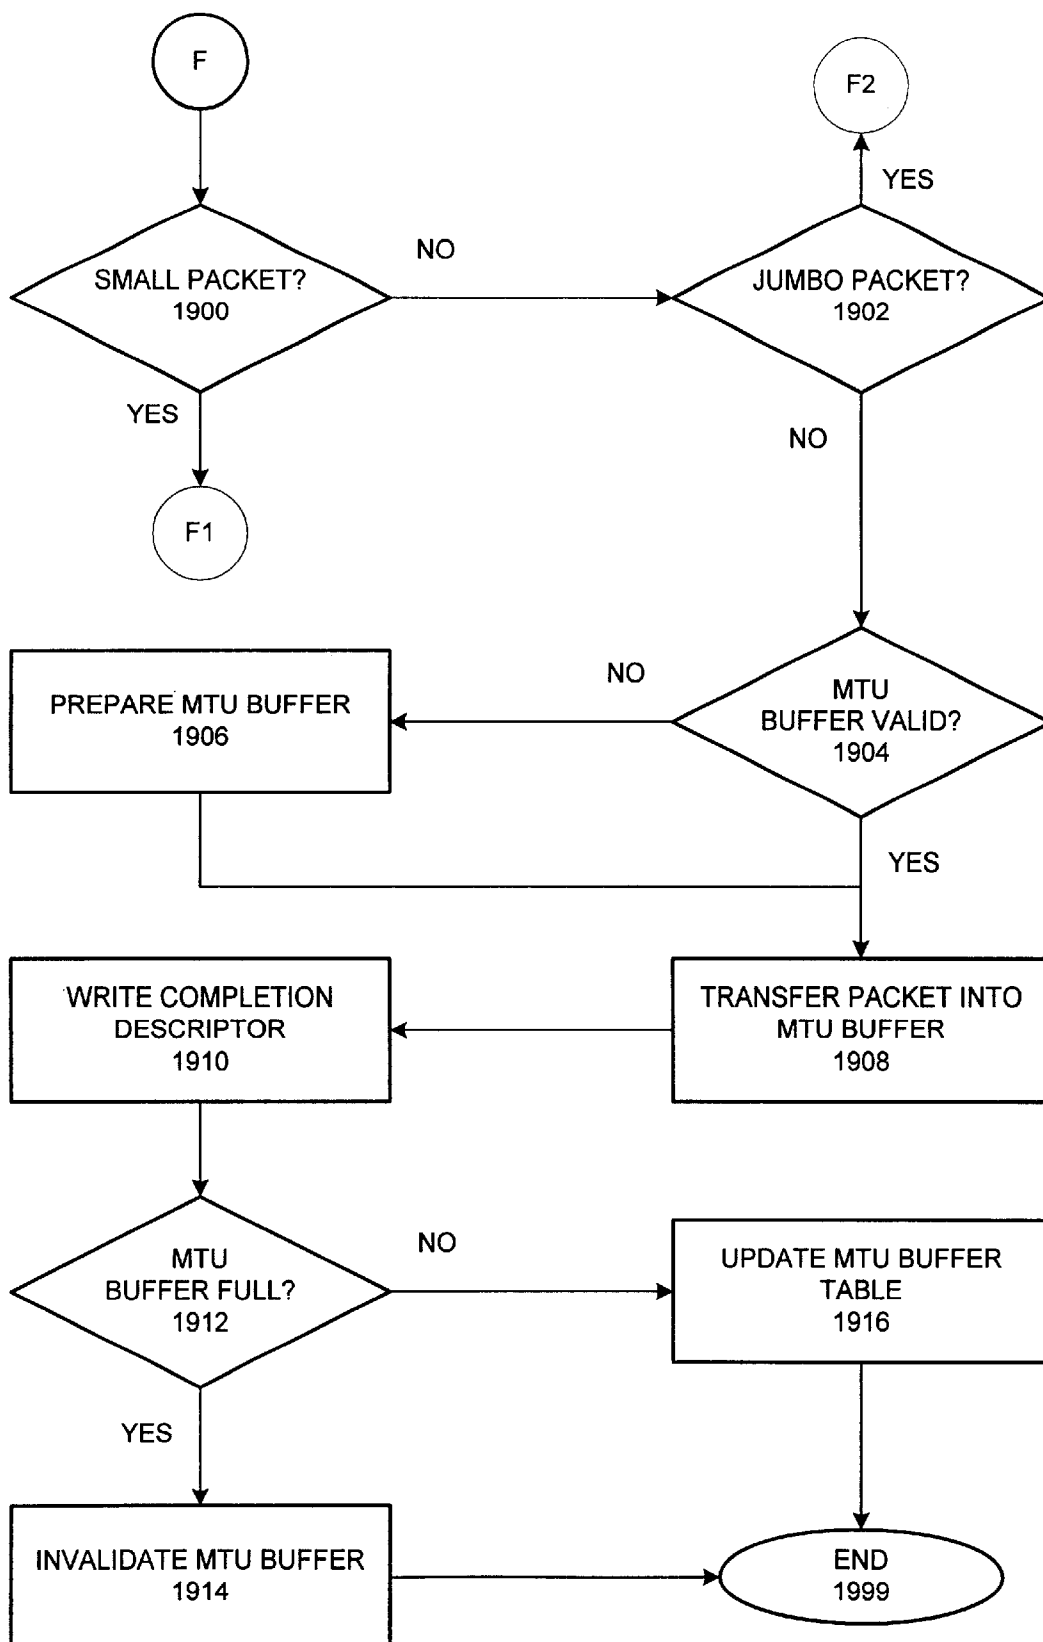 F
F2
YES
SMALL PACKET?
1900
NO
JUMBO PACKET?
1902
YES
NO
F1
PREPARE MTU BUFFER
1906
NO
MTU
BUFFER VALID?
1904
YES
WRITE COMPLETION
DESCRIPTOR
1910
TRANSFER PACKET INTO
MTU BUFFER
1908
MTU
BUFFER FULL?
1912
NO
UPDATE MTU BUFFER
TABLE
1916
YES
INVALIDATE MTU BUFFER
1914
END
1999